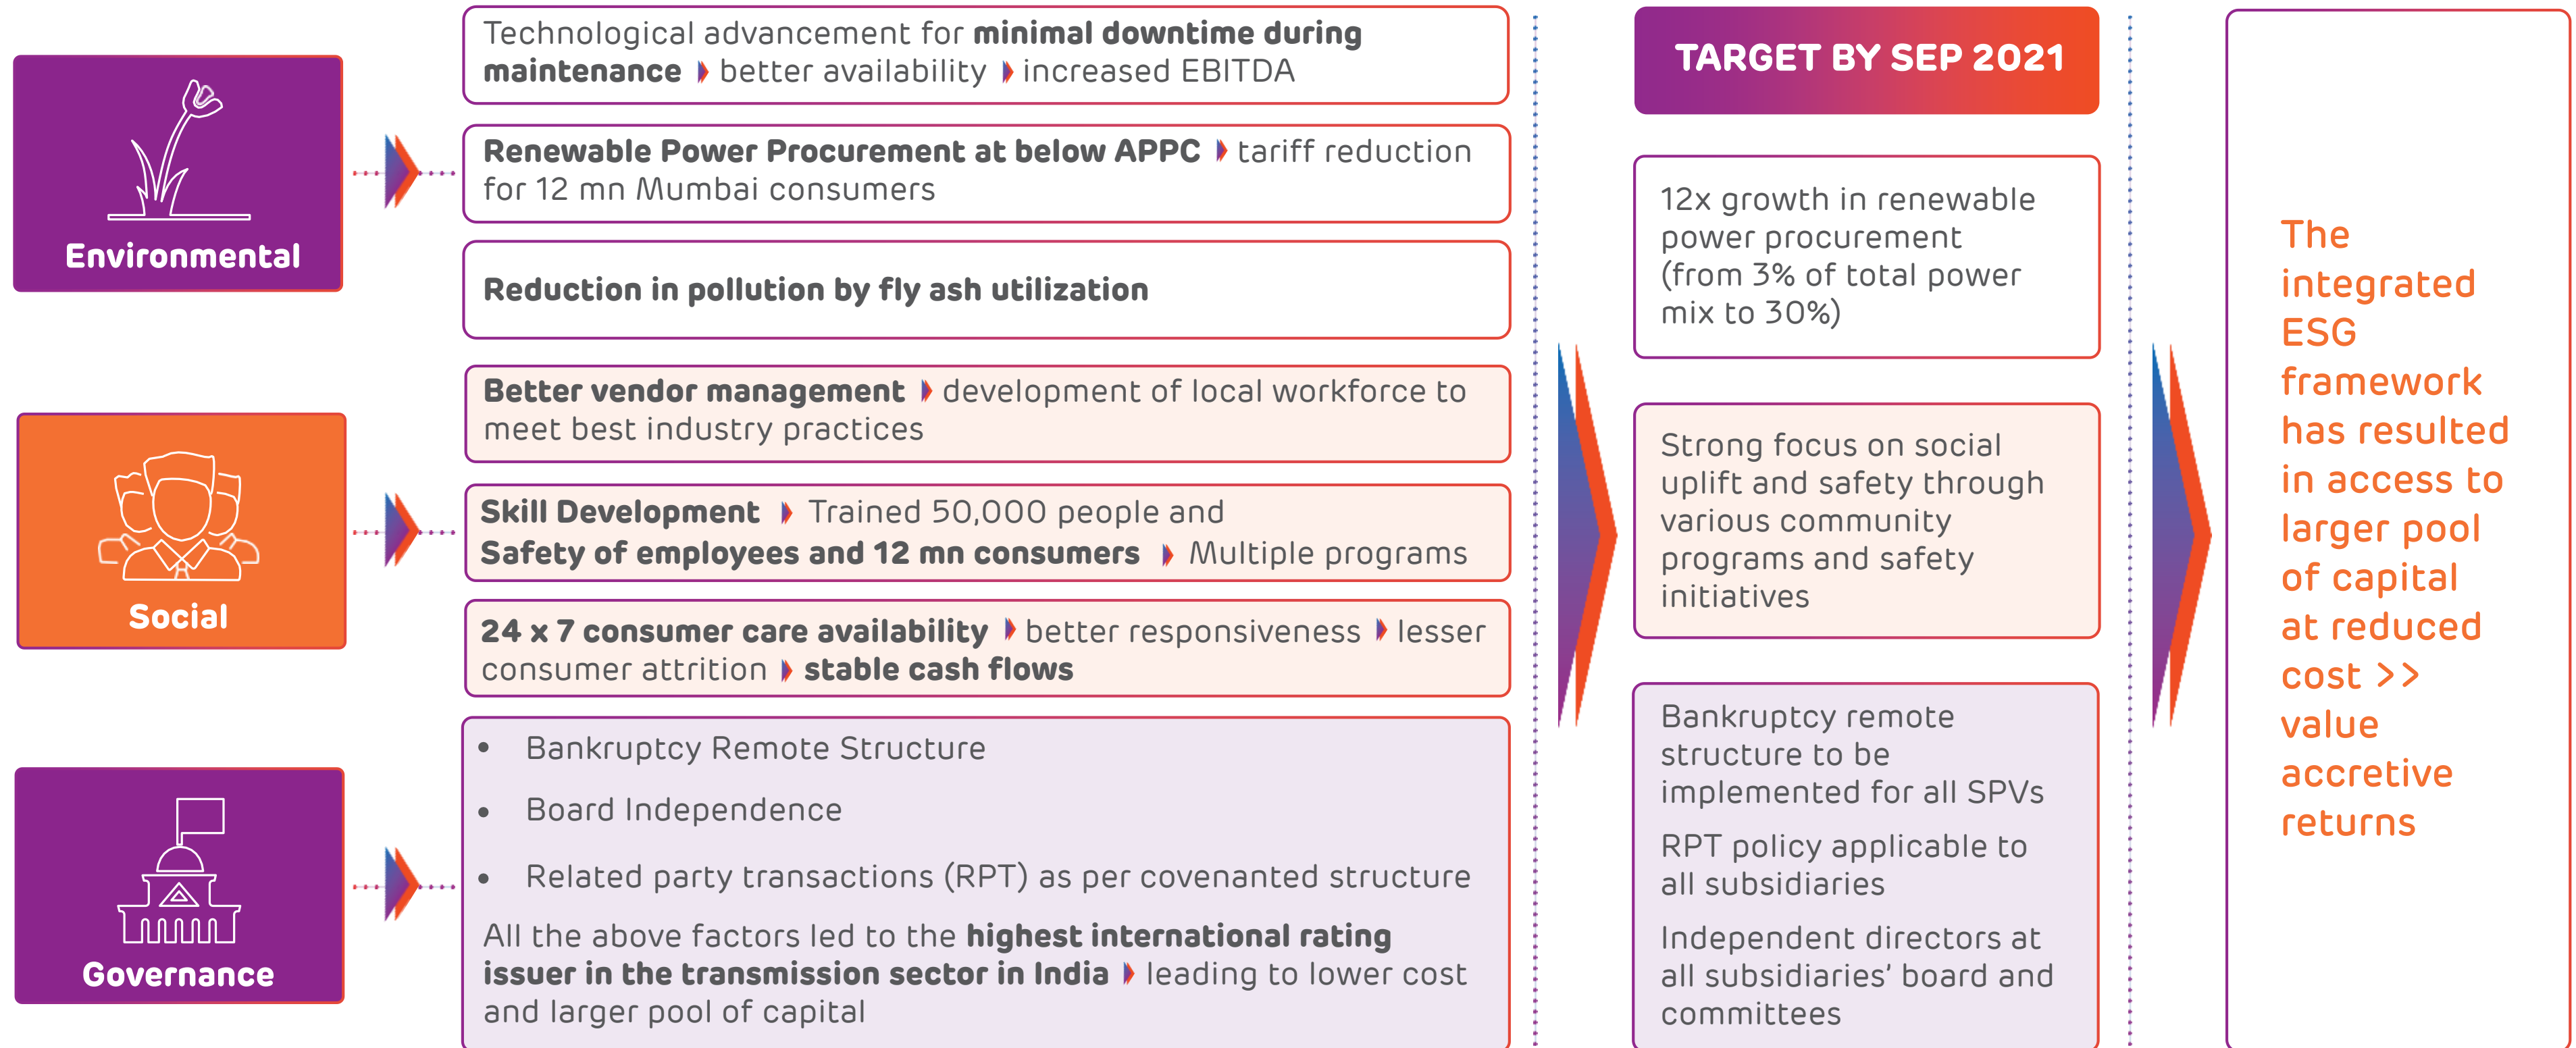 Environmental
Technological advancement for minimal downtime during
maintenance better availability increased EBITDA
Renewable Power Procurement at below APPC tariff reduction
for 12 mn Mumbai consumers
Reduction in pollution by fly ash utilization
Social
Better vendor management development of local workforce to
meet best industry practices
Skill Development Trained 50,000 people and
Safety of employees and 12 mn consumers Multiple programs
24 x 7 consumer care availability better responsiveness lesser
consumer attrition stable cash flows
Governance
• Bankruptcy Remote Structure
• Board Independence
• Related party transactions (RPT) as per covenanted structure
All the above factors led to the highest international rating
issuer in the transmission sector in India leading to lower cost
and larger pool of capital
TARGET BY SEP 2021
12x growth in renewable
power procurement
(from 3% of total power
mix to 30%)
Strong focus on social
uplift and safety through
various community
programs and safety
initiatives
Bankruptcy remote
structure to be
implemented for all SPVs
RPT policy applicable to
all subsidiaries
Independent directors at
all subsidiaries' board and
committees
The
integrated
ESG
framework
has resulted
in access to
larger pool
of capital
at reduced
cost >>
value
accretive
returns